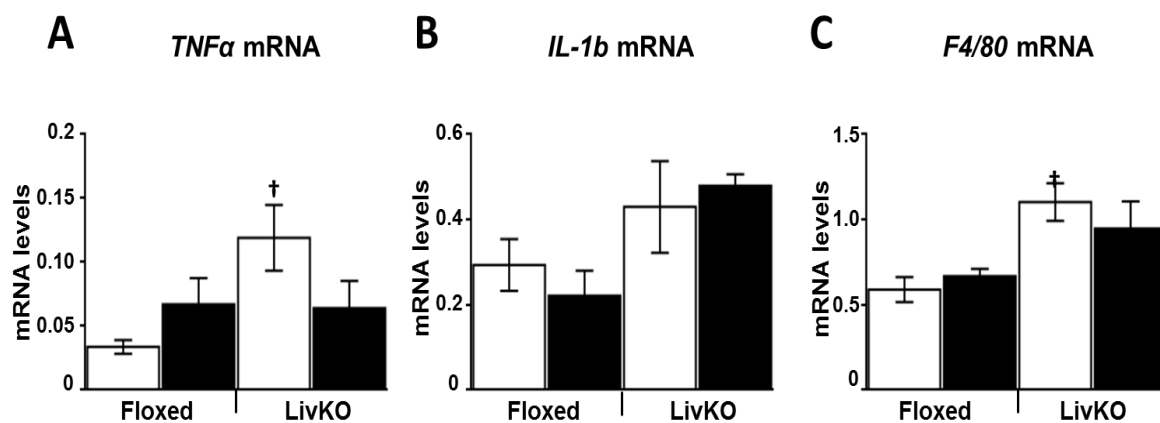 A
TNFα mRNA
mRNA levels
0.2
0.15
0.10
0.05
0
†
Floxed
LivKO
B
IL-1b mRNA
mRNA levels
0.6
0.4
0.2
0
Floxed
LivKO
C
F4/80 mRNA
mRNA levels
1.5
1.0
0.5
0
‡
Floxed
LivKO